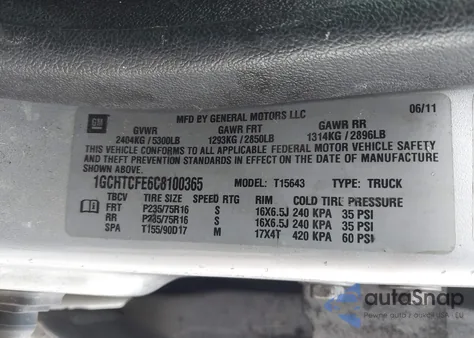 GM
MFD BY GENERAL MOTORS LLC 06/11
GVWR GAWR FRT GAWR RR
2404KG / 5300LB 1293KG / 2850LB 1314KG / 2896LB
THIS VEHICLE CONFORMS TO ALL APPLICABLE FEDERAL MOTOR VEHICLE
SAFETY STANDARDS IN EFFECT ON THE DATE OF MANUFACTURE SHOWN ABOVE.
1GCHTCFE6C8100365 MODEL: T15643 TYPE: TRUCK
TBCV TIRE SIZE SPEED RTG RIM COLD TIRE PRESSURE
FRT P235/75R16 S 16X6.5J 240 KPA 35 PSI
RR P235/75R16 S 16X6.5J 240 KPA 35 PSI
SPA T155/90D17 M 17X4T 420 KPA 60 PSI
autoSnap